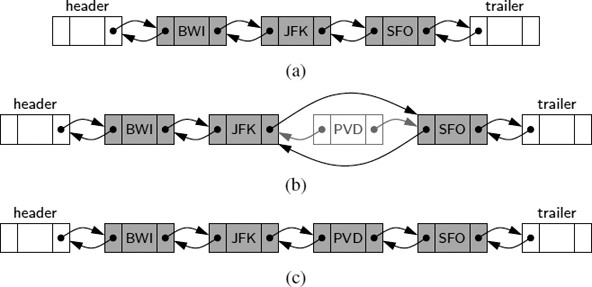 header trailer
BWI JFK SFO
(a)
header trailer
BWI JFK PVD SFO
(b)
header trailer
BWI JFK PVD SFO
(c)